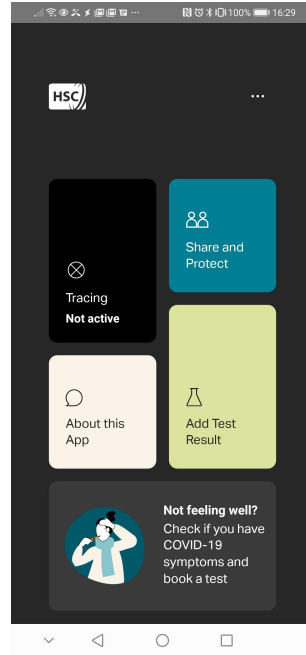 100% 16:29
HSC
Tracing
Not active
Share and
Protect
About this
App
Add Test
Result
Not feeling well?
Check if you have
COVID-19
symptoms and
book a test